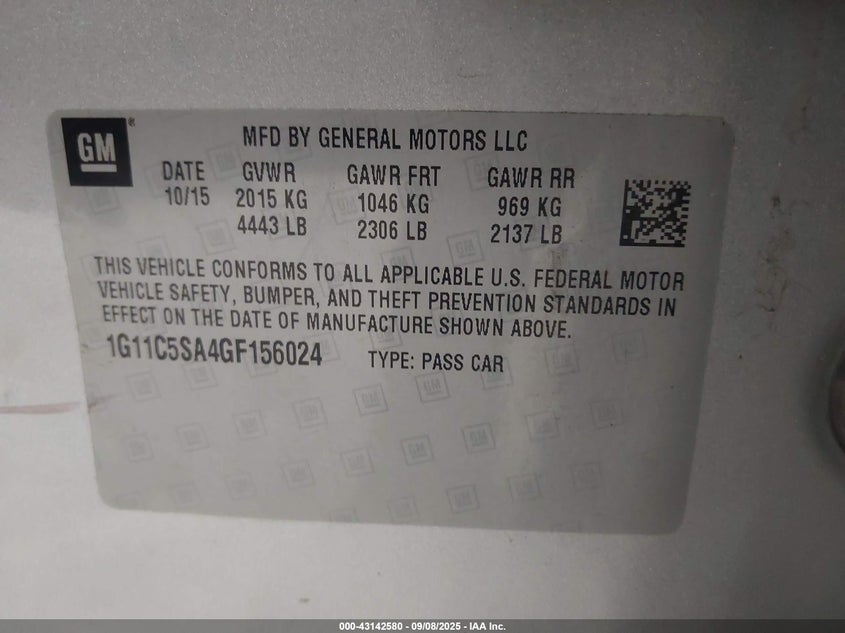 GM®
MFD BY GENERAL MOTORS LLC
DATE GVWR GAWR FRT GAWR RR
10/15 2015 KG 1046 KG 969 KG
4443 LB 2306 LB 2137 LB
THIS VEHICLE CONFORMS TO ALL APPLICABLE U.S. FEDERAL MOTOR
VEHICLE SAFETY, BUMPER, AND THEFT PREVENTION STANDARDS IN
EFFECT ON THE DATE OF MANUFACTURE SHOWN ABOVE.
1G11C5SA4GF156024 TYPE: PASS CAR
000-43142580 - 09/08/2025 - IAA Inc.